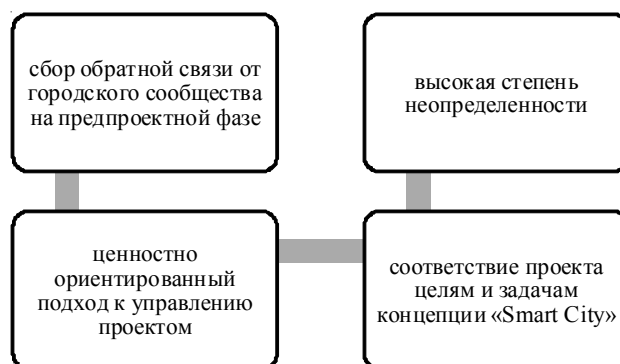 сбор обратной связи от
городского сообщества
на предпроектной фазе
ценностно
ориентированный
подход к управлению
проектом
соответствие проекта
целям и задачам
концепции «Smart City»
высокая степень
неопределенности